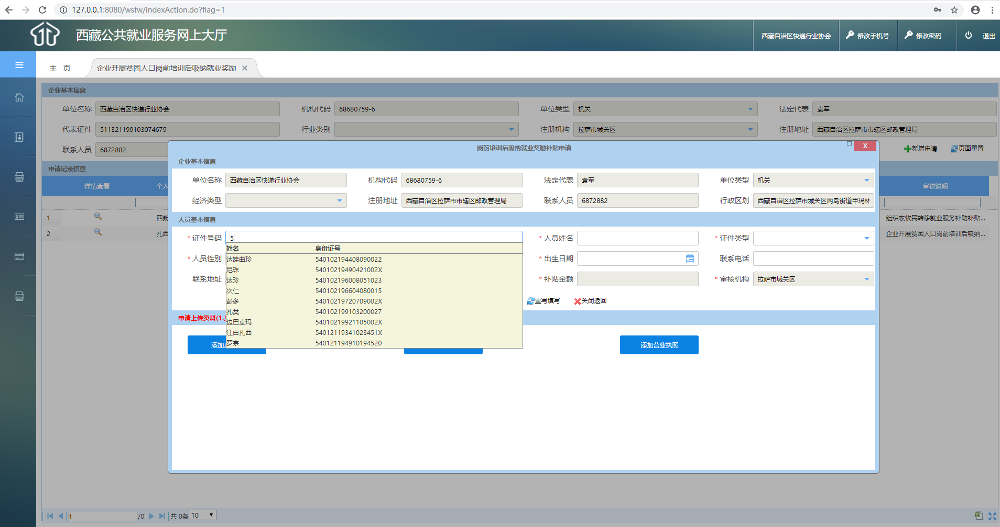 127.0.0.1:8080/wsfw/indexAction.do?flag=1
西藏公共就业服务网上大厅
西藏自治区快递行业协会
修改手机号
修改密码
退出
主 页
企业开展贫困人口岗前培训后吸纳就业奖励
企业基本信息
单位名称 西藏自治区快递行业协会 机构代码 68680759-6 单位类型 机关 法定代表 袁军
代表证件 511321199103074679 行业类别 注册机构 拉萨市城关区 注册地址 西藏自治区拉萨市市辖区邮政管理局
联系人员 6872882
新增申请 页面重置
申请记录信息
详情查看 个人
审核说明
1 四朗
组织农牧民转移就业服务补助补贴...
2 扎西
企业开展贫困人口岗前培训后吸纳...
岗前培训后吸纳就业奖励补贴申请
X
企业基本信息
单位名称 西藏自治区快递行业协会 机构代码 68680759-6 法定代表 袁军 单位类型 机关
经济类型 注册地址 西藏自治区拉萨市市辖区邮政管理局 联系人员 6872882 行政区划 西藏自治区拉萨市城关区两岛街道甲玛林
人员基本信息
* 证件号码 5 * 人员姓名 * 证件类型
* 人员性别 * 出生日期 联系电话
联系地址 * 补贴金额 * 审核机构 拉萨市城关区
姓名 身份证号
达娃曲珍 540102194408090022
尼珠 54010219490421002X
达珍 540102196008051023
次仁 540102196604080015
彭多 54010219720709002X
扎桑 540102199103200027
边巴卓玛 54010219921105002X
江白扎西 54012119341023451X
罗宗 540121194910194520
重写填写 关闭返回
申请上传资料(1.
添加
添加营业执照
1 /0 共 0条 10